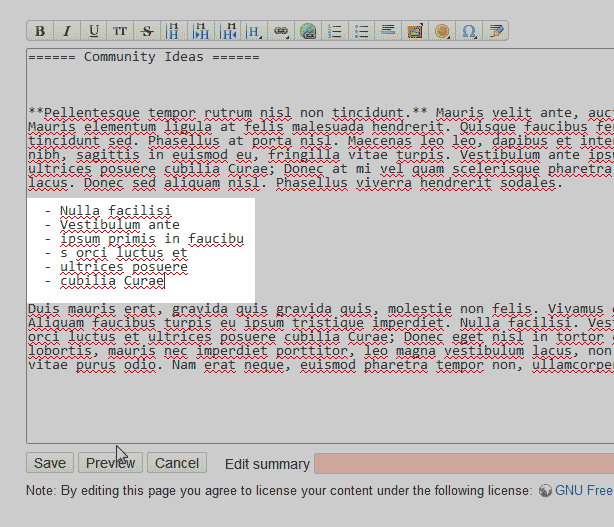 B I U TT S H H H H
====== Community Ideas ======
**Pellentesque tempor rutrum nisl non tincidunt.** Mauris velit ante,
Mauris elementum ligula at felis malesuada hendrerit. Quisque faucibus
tincidunt sed. Phasellus at porta nisl. Maecenas leo leo, dapibus et
nibh, sagittis in euismod eu, fringilla vitae turpis. Vestibulum ante
ultrices posuere cubilia Curae; Donec at mi vel quam scelerisque
lacus. Donec sed aliquam nisl. Phasellus viverra hendrerit sodales.
- Nulla facilisi
- Vestibulum ante
- ipsum primis in faucibu
- s orci luctus et
- ultrices posuere
- cubilia Curae
Duis mauris erat, gravida quis gravida quis, molestie non felis. Vivamus
Aliquam faucibus turpis eu ipsum tristique imperdiet. Nulla facilisi.
orci luctus et ultrices posuere cubilia Curae; Donec eget nisl in tortor
lobortis, mauris nec imperdiet porttitor, leo magna vestibulum lacus, non
vitae purus odio. Nam erat neque, euismod pharetra tempor non,
Save Preview Cancel Edit summary
Note: By editing this page you agree to license your content under the following license: GNU Free